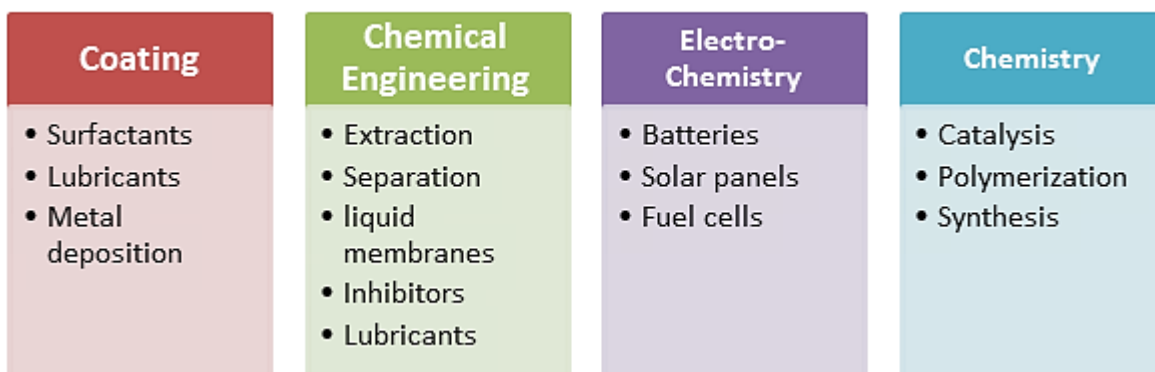 Coating
• Surfactants
• Lubricants
• Metal
deposition
Chemical
Engineering
• Extraction
• Separation
• liquid
membranes
• Inhibitors
• Lubricants
Electro-
Chemistry
• Batteries
• Solar panels
• Fuel cells
Chemistry
• Catalysis
• Polymerization
• Synthesis